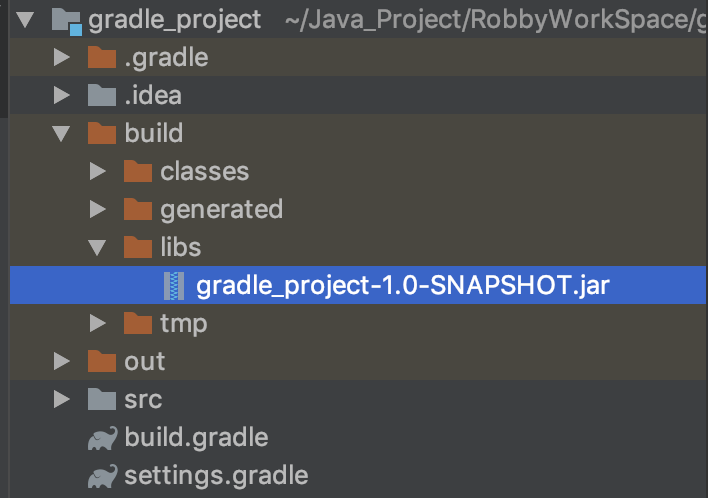 gradle_project ~/Java_Project/RobbyWorkSpace/g
.gradle
.idea
build
classes
generated
libs
gradle_project-1.0-SNAPSHOT.jar
tmp
out
src
build.gradle
settings.gradle